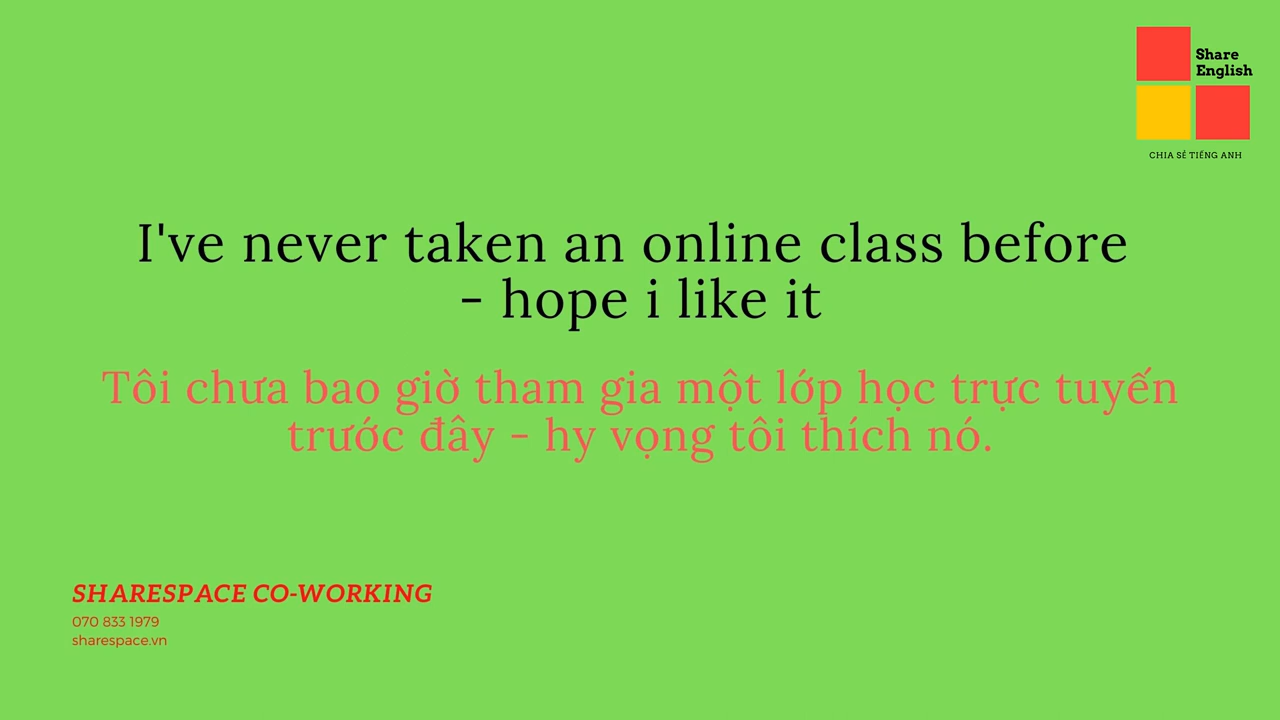 Share
English
CHIA SẺ TIẾNG ANH
I've never taken an online class before
- hope i like it
Tôi chưa bao giờ tham gia một lớp học trực tuyến
trước đây - hy vọng tôi thích nó.
SHARESPACE CO-WORKING
070 833 1979
sharespace.vn